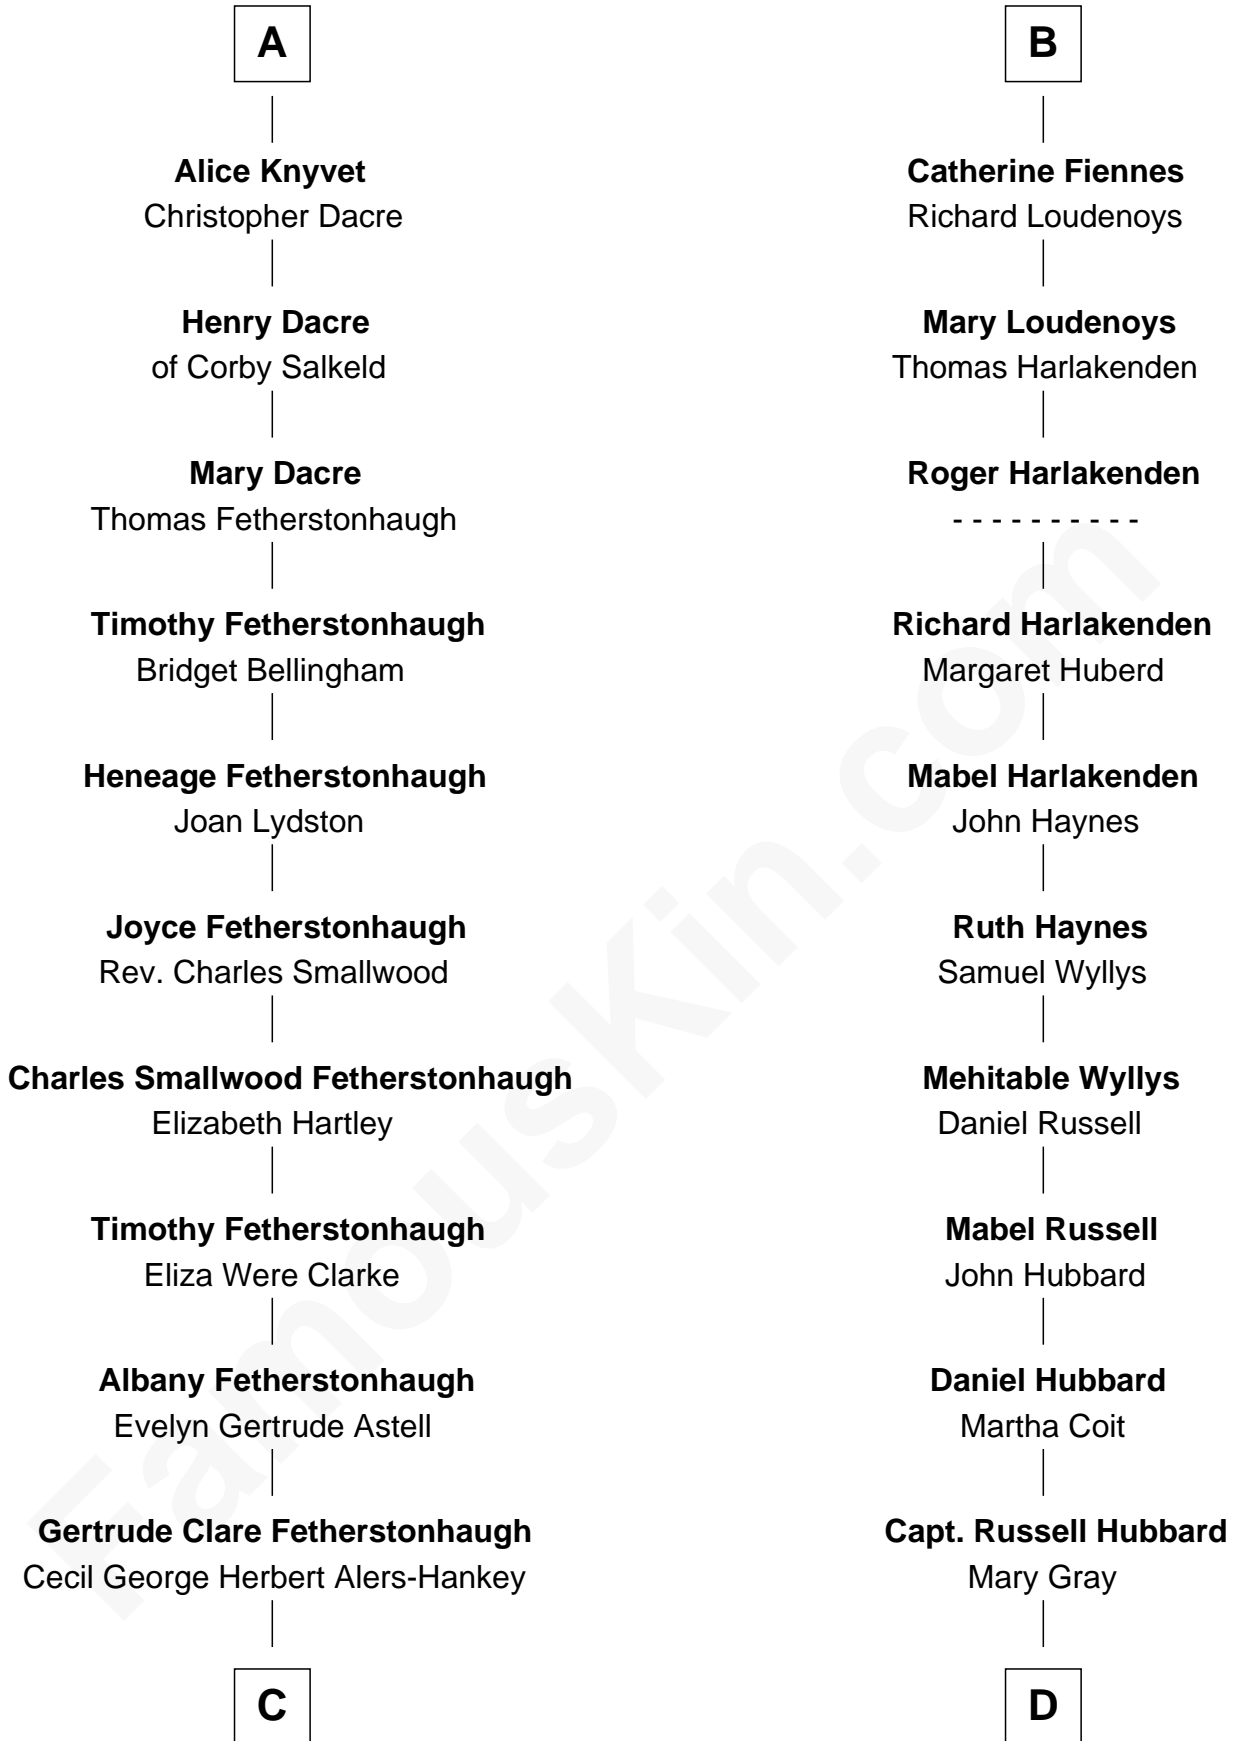 A
Alice Knyvet
Christopher Dacre
Henry Dacre
of Corby Salkeld
Mary Dacre
Thomas Fetherstonhaugh
Timothy Fetherstonhaugh
Bridget Bellingham
Heneage Fetherstonhaugh
Joan Lydston
Joyce Fetherstonhaugh
Rev. Charles Smallwood
Charles Smallwood Fetherstonhaugh
Elizabeth Hartley
Timothy Fetherstonhaugh
Eliza Were Clarke
Albany Fetherstonhaugh
Evelyn Gertrude Astell
Gertrude Clare Fetherstonhaugh
Cecil George Herbert Alers-Hankey
C
B
Catherine Fiennes
Richard Loudenoys
Mary Loudenoys
Thomas Harlakenden
Roger Harlakenden
- - - - - - - - - -
Richard Harlakenden
Margaret Huberd
Mabel Harlakenden
John Haynes
Ruth Haynes
Samuel Wyllys
Mehitable Wyllys
Daniel Russell
Mabel Russell
John Hubbard
Daniel Hubbard
Martha Coit
Capt. Russell Hubbard
Mary Gray
D
FamousKin.com